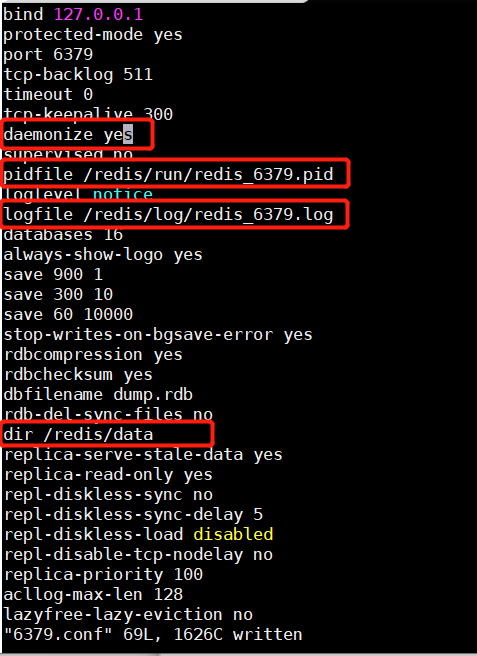 bind 127.0.0.1
protected-mode yes
port 6379
tcp-backlog 511
timeout 0
tcp-keepalive 300
daemonize yes
supervised no
pidfile /redis/run/redis_6379.pid
loglevel notice
logfile /redis/log/redis_6379.log
databases 16
always-show-logo yes
save 900 1
save 300 10
save 60 10000
stop-writes-on-bgsave-error yes
rdbcompression yes
rdbchecksum yes
dbfilename dump.rdb
rdb-del-sync-files no
dir /redis/data
replica-serve-stale-data yes
replica-read-only yes
repl-diskless-sync no
repl-diskless-sync-delay 5
repl-diskless-load disabled
repl-disable-tcp-nodelay no
replica-priority 100
acllog-max-len 128
lazyfree-lazy-eviction no
"6379.conf" 69L, 1626C written